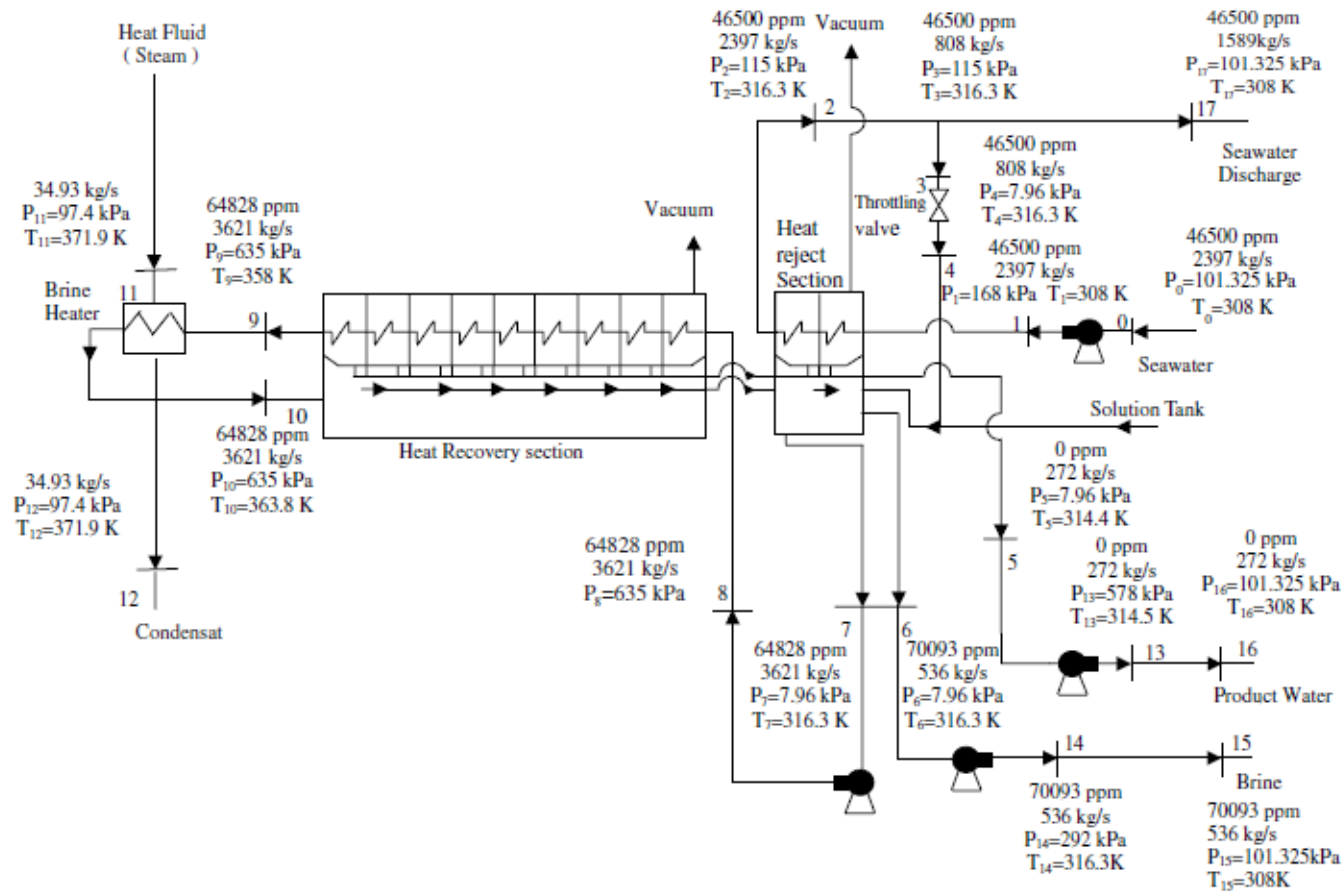 Heat Fluid
( Steam )
34.93 kg/s
P₁₁=97.4 kPa
T₁₁=371.9 K
11
Brine
Heater
64828 ppm
3621 kg/s
P₉=635 kPa
T₉=358 K
9
10
64828 ppm
3621 kg/s
P₁₀=635 kPa
T₁₀=363.8 K
34.93 kg/s
P₁₂=97.4 kPa
T₁₂=371.9 K
12
Condensat
Vacuum
Heat Recovery section
46500 ppm
2397 kg/s
P₂=115 kPa
T₂=316.3 K
2
Vacuum
46500 ppm
808 kg/s
P₃=115 kPa
T₃=316.3 K
46500 ppm
1589kg/s
P₁₇=101.325 kPa
T₁₇=308 K
17
Seawater
Discharge
Heat
reject
Section
3
Throttling
valve
46500 ppm
808 kg/s
P₄=7.96 kPa
T₄=316.3 K
4
46500 ppm
2397 kg/s
P₁=168 kPa T₁=308 K
1
0
46500 ppm
2397 kg/s
P₀=101.325 kPa
T₀=308 K
Seawater
Solution Tank
0 ppm
272 kg/s
P₅=7.96 kPa
T₅=314.4 K
5
64828 ppm
3621 kg/s
P₈=635 kPa
8
7
64828 ppm
3621 kg/s
P₇=7.96 kPa
T₇=316.3 K
6
70093 ppm
536 kg/s
P₆=7.96 kPa
T₆=316.3 K
0 ppm
272 kg/s
P₁₃=578 kPa
T₁₃=314.5 K
13
0 ppm
272 kg/s
P₁₆=101.325 kPa
T₁₆=308 K
16
Product Water
14
70093 ppm
536 kg/s
P₁₄=292 kPa
T₁₄=316.3K
15
Brine
70093 ppm
536 kg/s
P₁₅=101.325kPa
T₁₅=308K